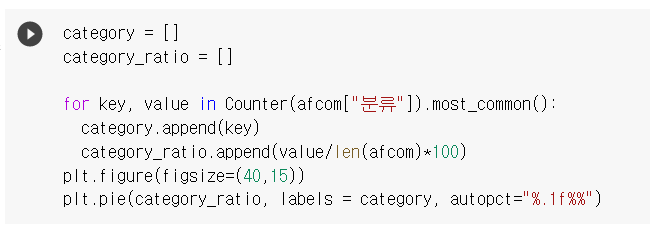 category = []
category_ratio = []

for key, value in Counter(afcom["분류"]).most_common():
  category.append(key)
  category_ratio.append(value/len(afcom)*100)
plt.figure(figsize=(40,15))
plt.pie(category_ratio, labels = category, autopct="%.1f%%")